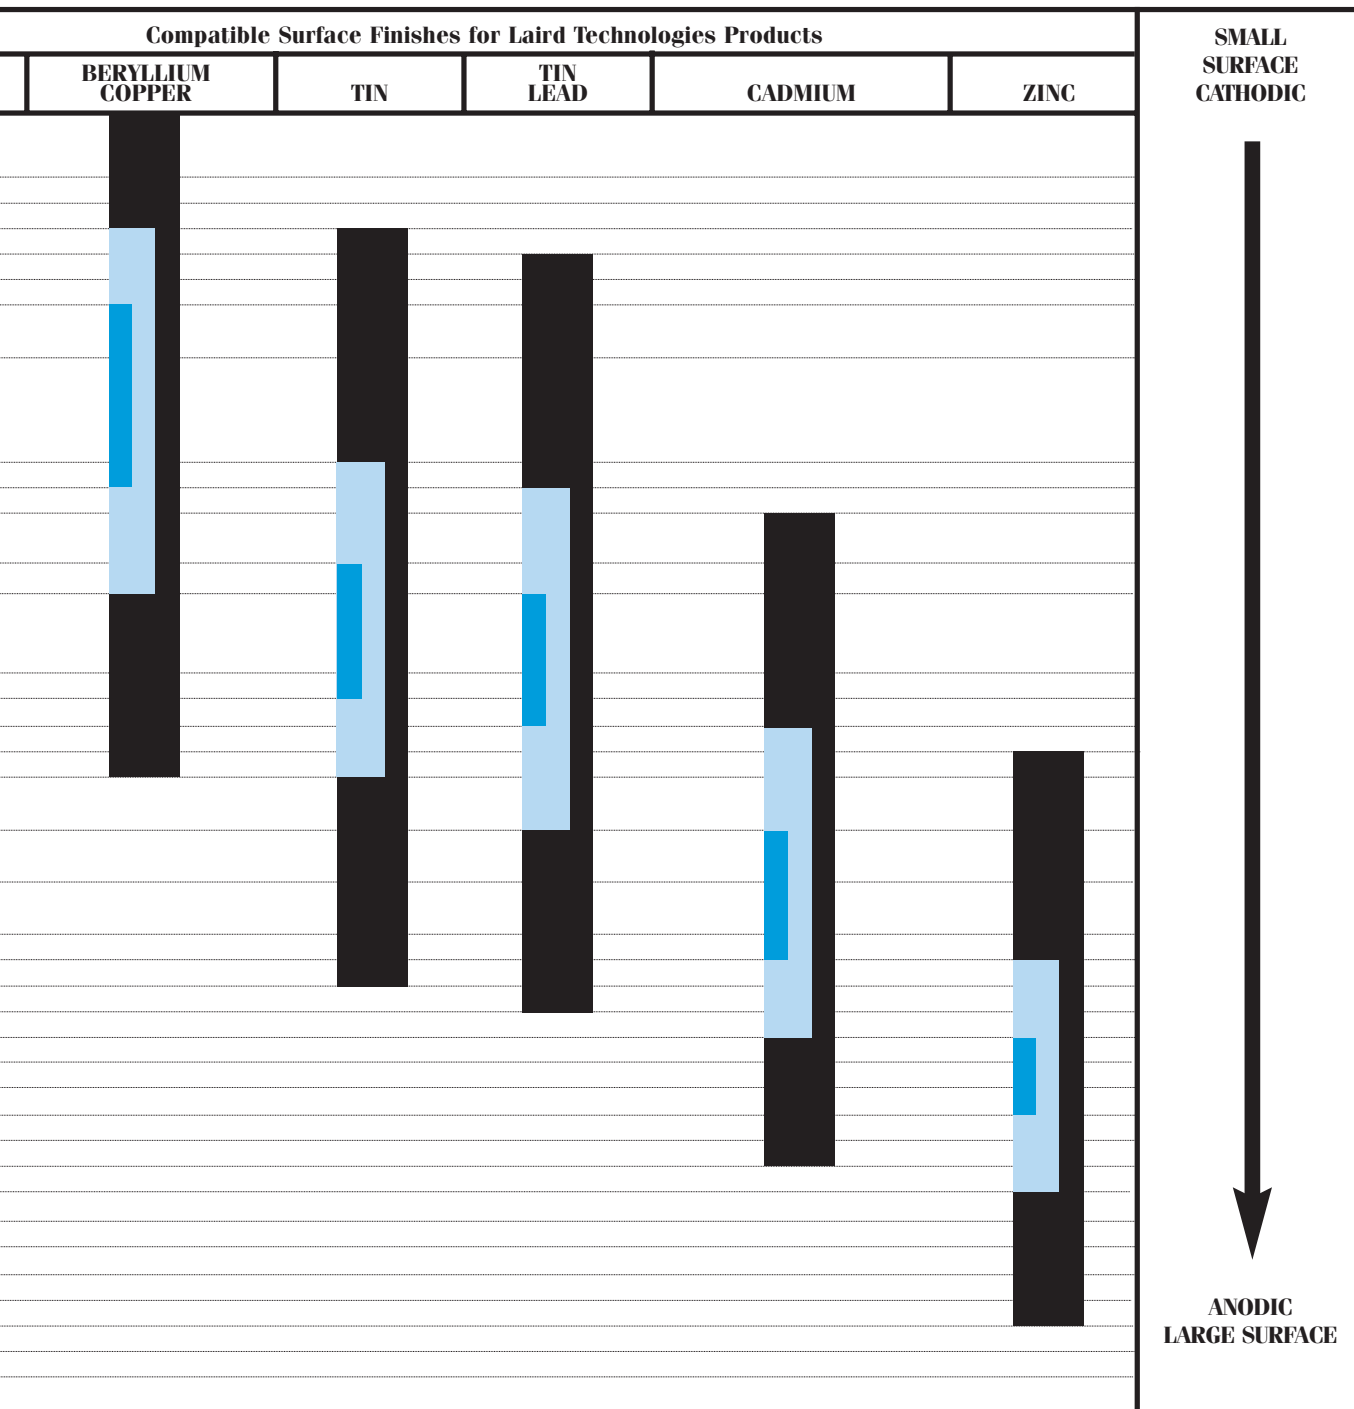 Compatible Surface Finishes for Laird Technologies Products
BERYLLIUM
COPPER
TIN
TIN
LEAD
CADMIUM
ZINC
SMALL
SURFACE
CATHODIC
ANODIC
LARGE SURFACE